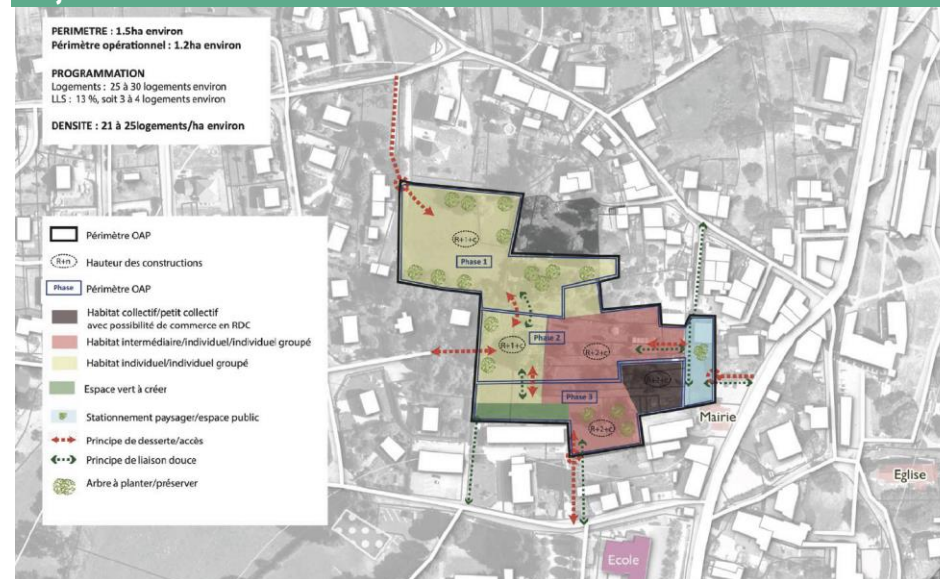 PERIMETRE : 1.5ha environ
Périmètre opérationnel : 1.2ha environ
PROGRAMMATION
Logements : 25 à 30 logements environ
LLS : 13 %, soit 3 à 4 logements environ
DENSITE : 21 à 25logements/ha environ
Périmètre OAP
R+n
Hauteur des constructions
Phase
Périmètre OAP
Habitat collectif/petit collectif
avec possibilité de commerce en RDC
Habitat intermédiaire/individuel/individuel groupé
Habitat individuel/individuel groupé
Espace vert à créer
Stationnement paysager/espace public
Principe de desserte/accès
Principe de liaison douce
Arbre à planter/préserver
R+1+c
Phase 1
Phase 2
R+1+c
R+2+c
R+2+c
Phase 3
R+2+c
Mairie
Eglise
Ecole